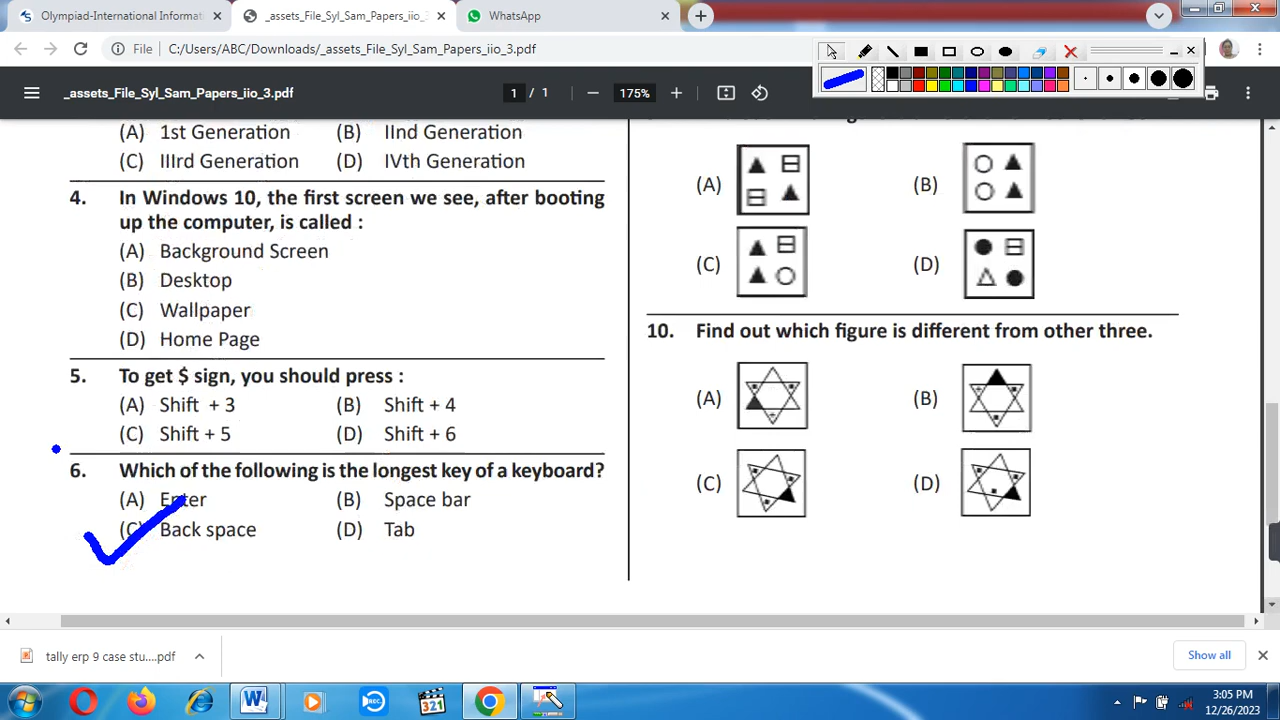 Olympiad-International Informati
_assets_File_Syl_Sam_Papers_iio_3.
WhatsApp
File
C:/Users/ABC/Downloads/_assets_File_Syl_Sam_Papers_iio_3.pdf
_assets_File_Syl_Sam_Papers_iio_3.pdf
1 / 1
175%
(A) 1st Generation (B) IInd Generation
(C) IIIrd Generation (D) IVth Generation
4. In Windows 10, the first screen we see, after booting
up the computer, is called :
(A) Background Screen
(B) Desktop
(C) Wallpaper
(D) Home Page
5. To get $ sign, you should press :
(A) Shift + 3 (B) Shift + 4
(C) Shift + 5 (D) Shift + 6
6. Which of the following is the longest key of a keyboard?
(A) Enter (B) Space bar
(C) Back space (D) Tab
(A) (B)
(C) (D)
10. Find out which figure is different from other three.
(A) (B)
(C) (D)
tally erp 9 case stu....pdf
Show all
W
REC
321
3:05 PM
12/26/2023